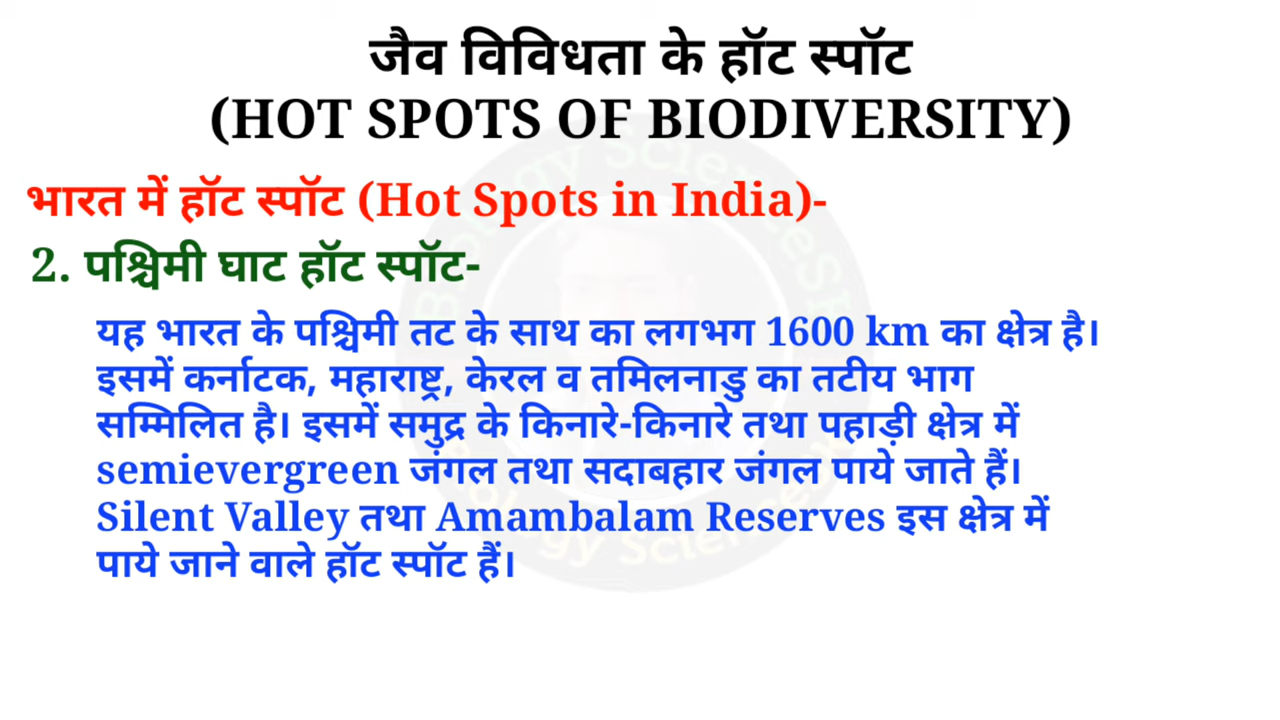 जैव विविधता के हॉट स्पॉट
(HOT SPOTS OF BIODIVERSITY)
भारत में हॉट स्पॉट (Hot Spots in India)-
2. पश्चिमी घाट हॉट स्पॉट-
यह भारत के पश्चिमी तट के साथ का लगभग 1600 km का क्षेत्र है।
इसमें कर्नाटक, महाराष्ट्र, केरल व तमिलनाडु का तटीय भाग
सम्मिलित है। इसमें समुद्र के किनारे-किनारे तथा पहाड़ी क्षेत्र में
semievergreen जंगल तथा सदाबहार जंगल पाये जाते हैं।
Silent Valley तथा Amambalam Reserves इस क्षेत्र में
पाये जाने वाले हॉट स्पॉट हैं।